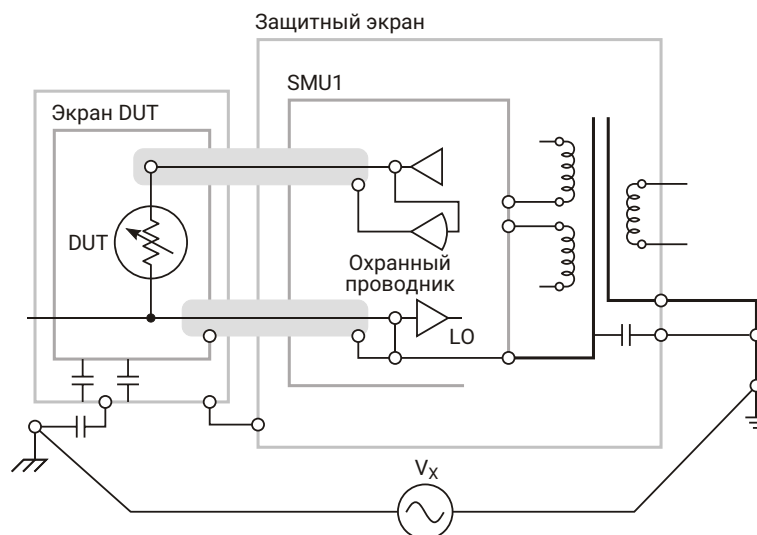 Защитный экран
SMU1
Экран DUT
DUT
Охранный
проводник
LO
VX